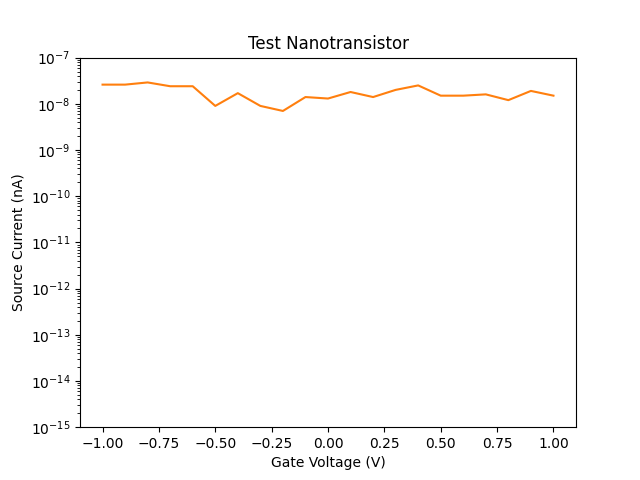 Test Nanotransistor
Source Current (nA)
10⁻⁷
10⁻⁸
10⁻⁹
10⁻¹⁰
10⁻¹¹
10⁻¹²
10⁻¹³
10⁻¹⁴
10⁻¹⁵
−1.00 −0.75 −0.50 −0.25 0.00 0.25 0.50 0.75 1.00
Gate Voltage (V)